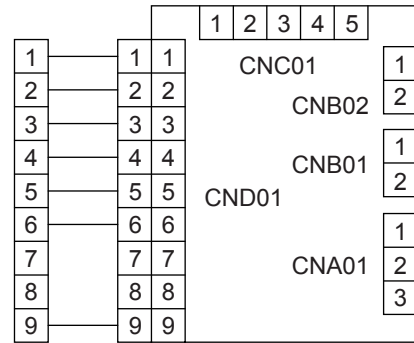 1 2 3 4 5
CNC01
1 1 1
2 2 2
3 3 3
4 4 4
5 5 5
6 6 6
7 7 7
8 8 8
9 9 9
CND01
CNB02
1
2
CNB01
1
2
CNA01
1
2
3